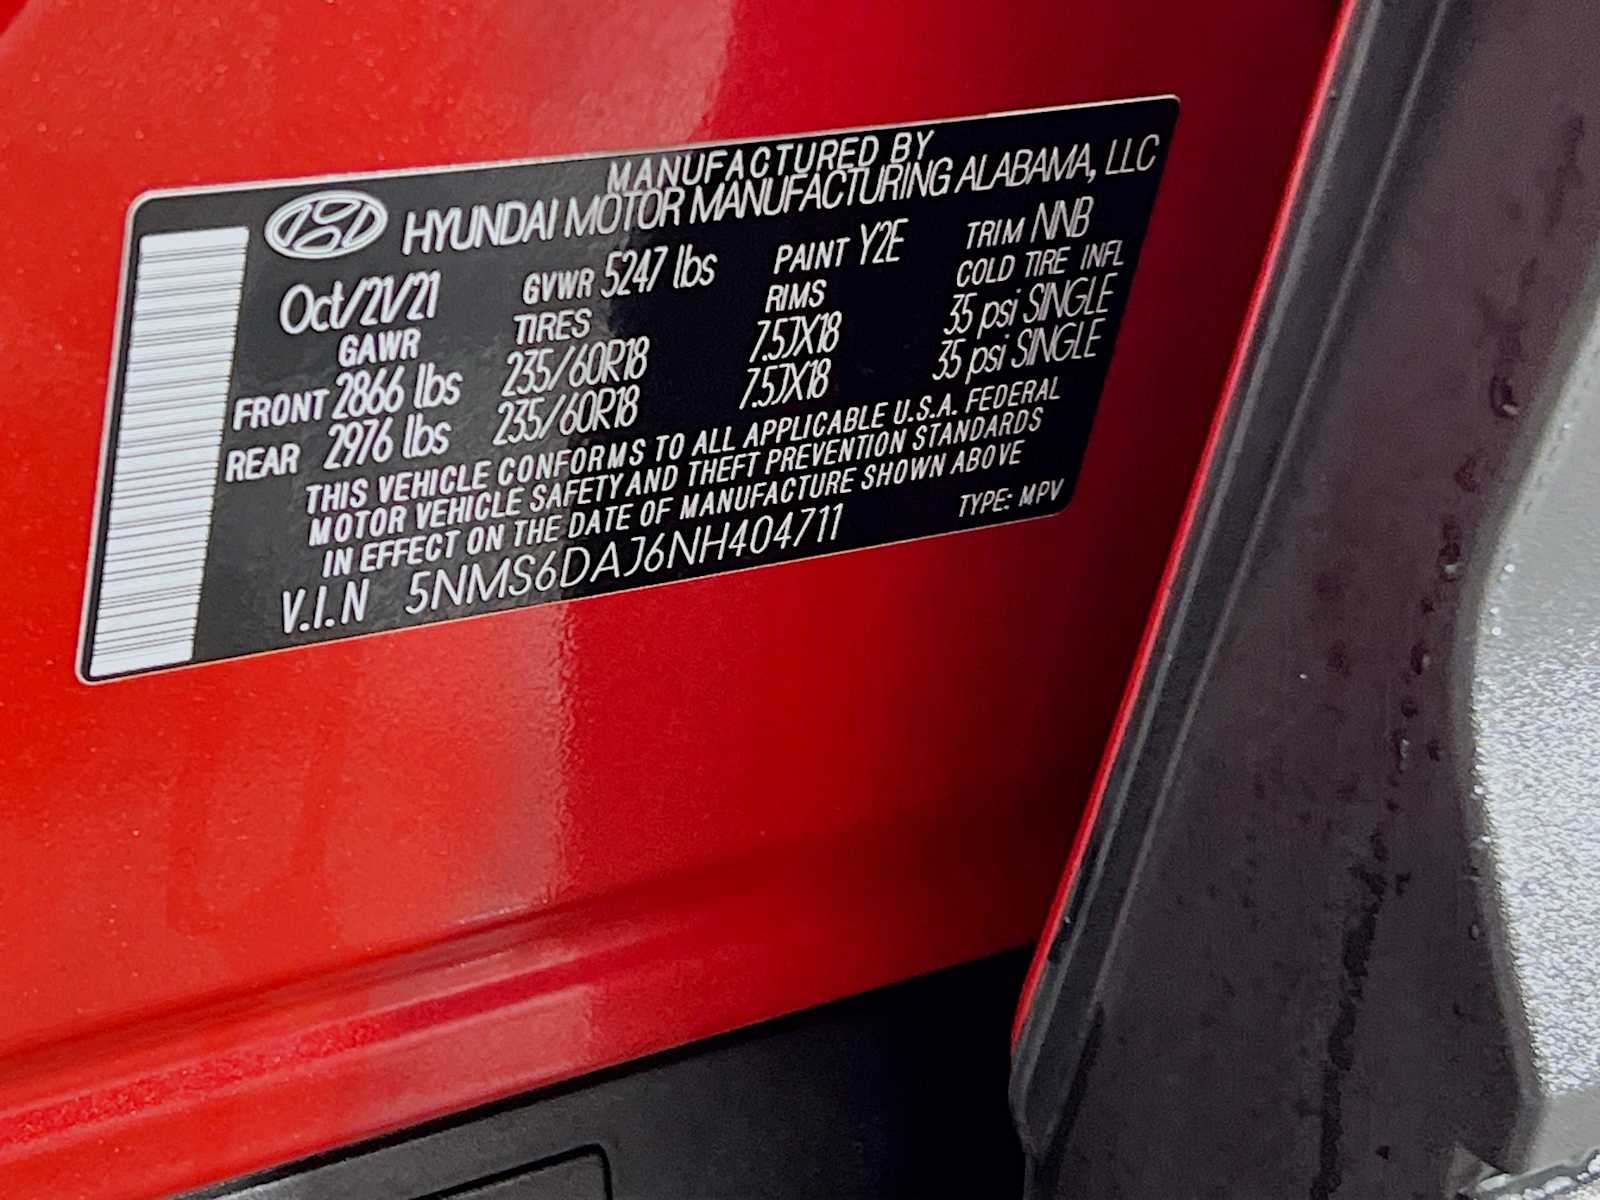 MANUFACTURED BY
HYUNDAI MOTOR MANUFACTURING ALABAMA, LLC
Oct/21/21 GVWR 5247 lbs PAINT Y2E TRIM NNB
GAWR TIRES RIMS COLD TIRE INFL
FRONT 2866 lbs 235/60R18 7.5JX18 35 psi SINGLE
REAR 2976 lbs 235/60R18 7.5JX18 35 psi SINGLE
THIS VEHICLE CONFORMS TO ALL APPLICABLE U.S.A. FEDERAL
MOTOR VEHICLE SAFETY AND THEFT PREVENTION STANDARDS
IN EFFECT ON THE DATE OF MANUFACTURE SHOWN ABOVE
V.I.N 5NMS6DAJ6NH404711 TYPE: MPV